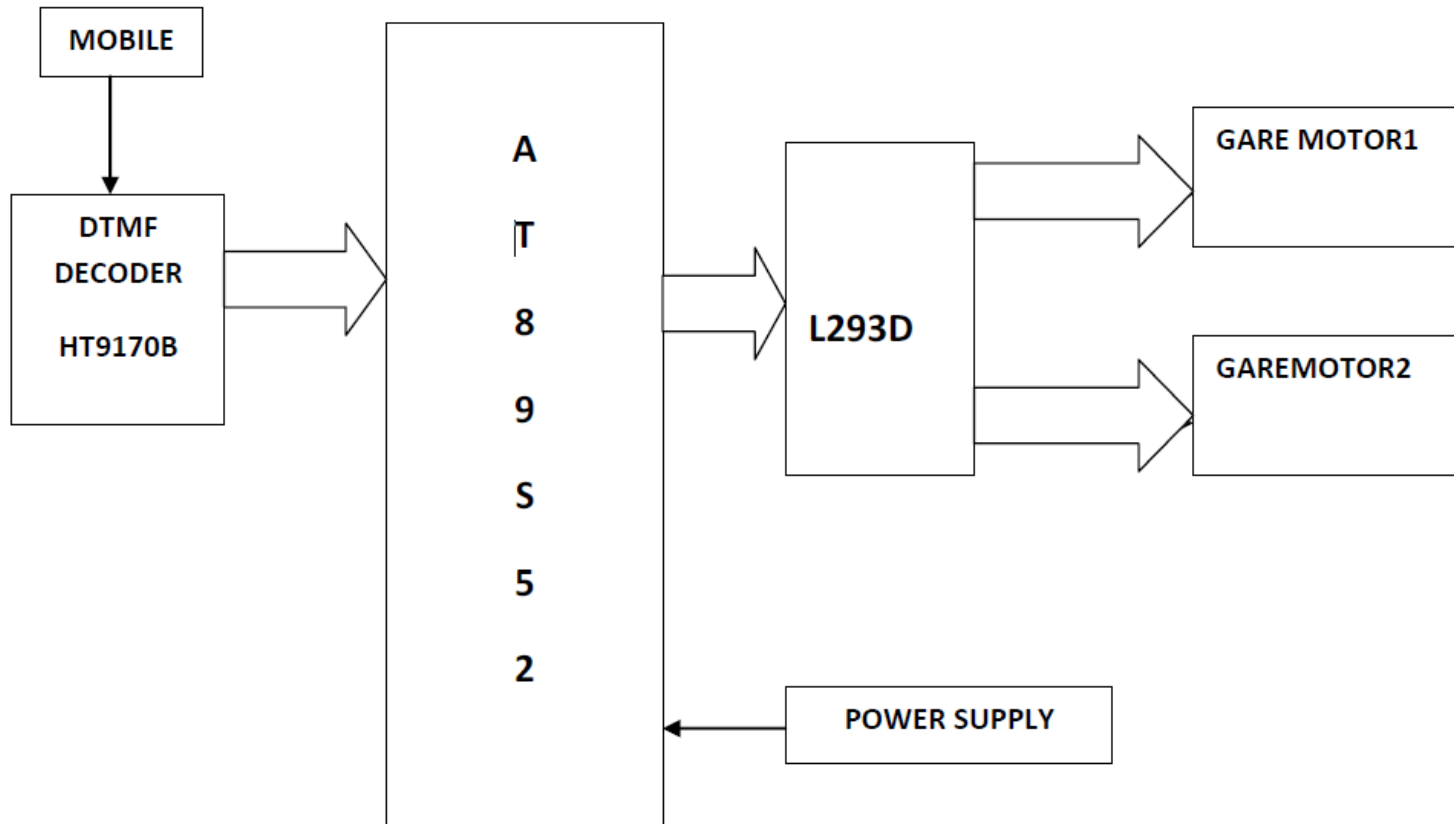 MOBILE
DTMF
DECODER
HT9170B
A
T
8
9
S
5
2
L293D
GARE MOTOR1
GAREMOTOR2
POWER SUPPLY